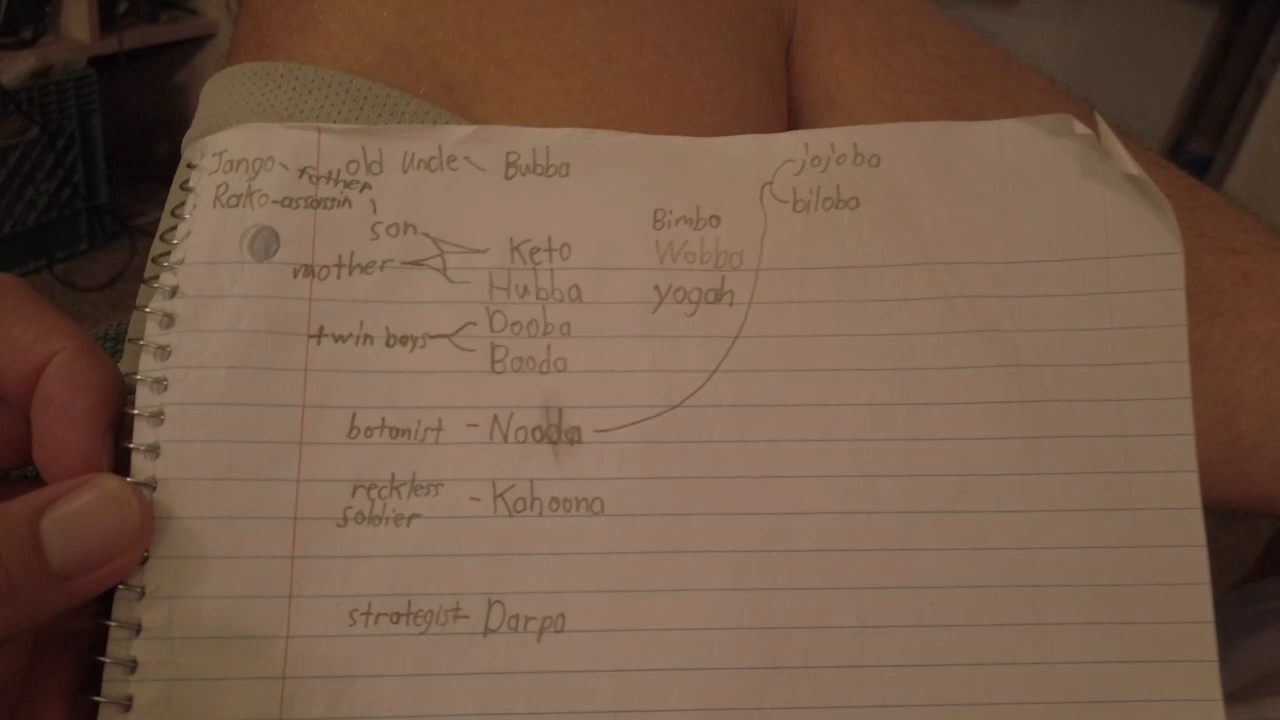 Jango - father old uncle - Bubba
jojoba
Rako-assassin
biloba
son
Bimbo
Keto
Wobba
mother
Hubba
yogah
twin boys
Dooba
Booda
botanist - Nooda
reckless
soldier - Kahoona
strategist - Darpa